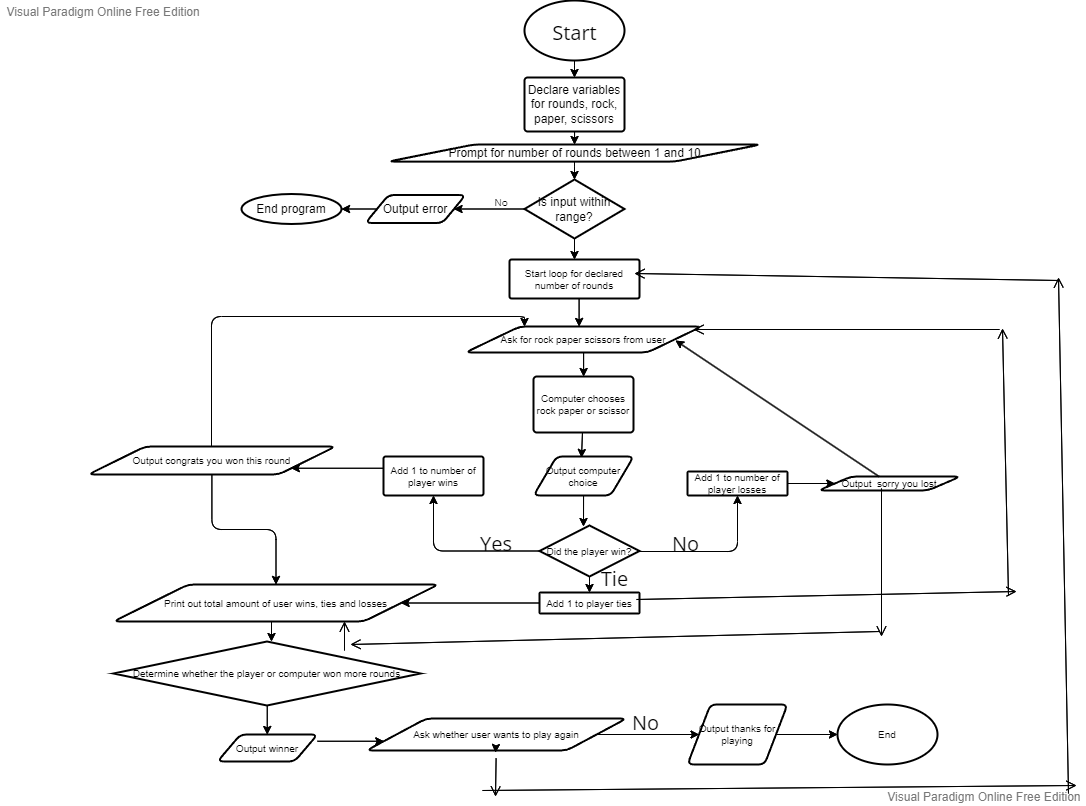 Visual Paradigm Online Free Edition
Start
Declare variables
for rounds, rock,
paper, scissors
Prompt for number of rounds between 1 and 10
Is input within
range?
No
Output error
End program
Start loop for declared
number of rounds
Ask for rock paper scissors from user
Computer chooses
rock paper or scissor
Output congrats you won this round
Add 1 to number of
player wins
Output computer
choice
Add 1 to number of
player losses
Output  sorry you lost
Yes
Did the player win?
No
Tie
Print out total amount of user wins, ties and losses
Add 1 to player ties
Determine whether the player or computer won more rounds
Output winner
Ask whether user wants to play again
No
Output thanks for
playing
End
Visual Paradigm Online Free Edition